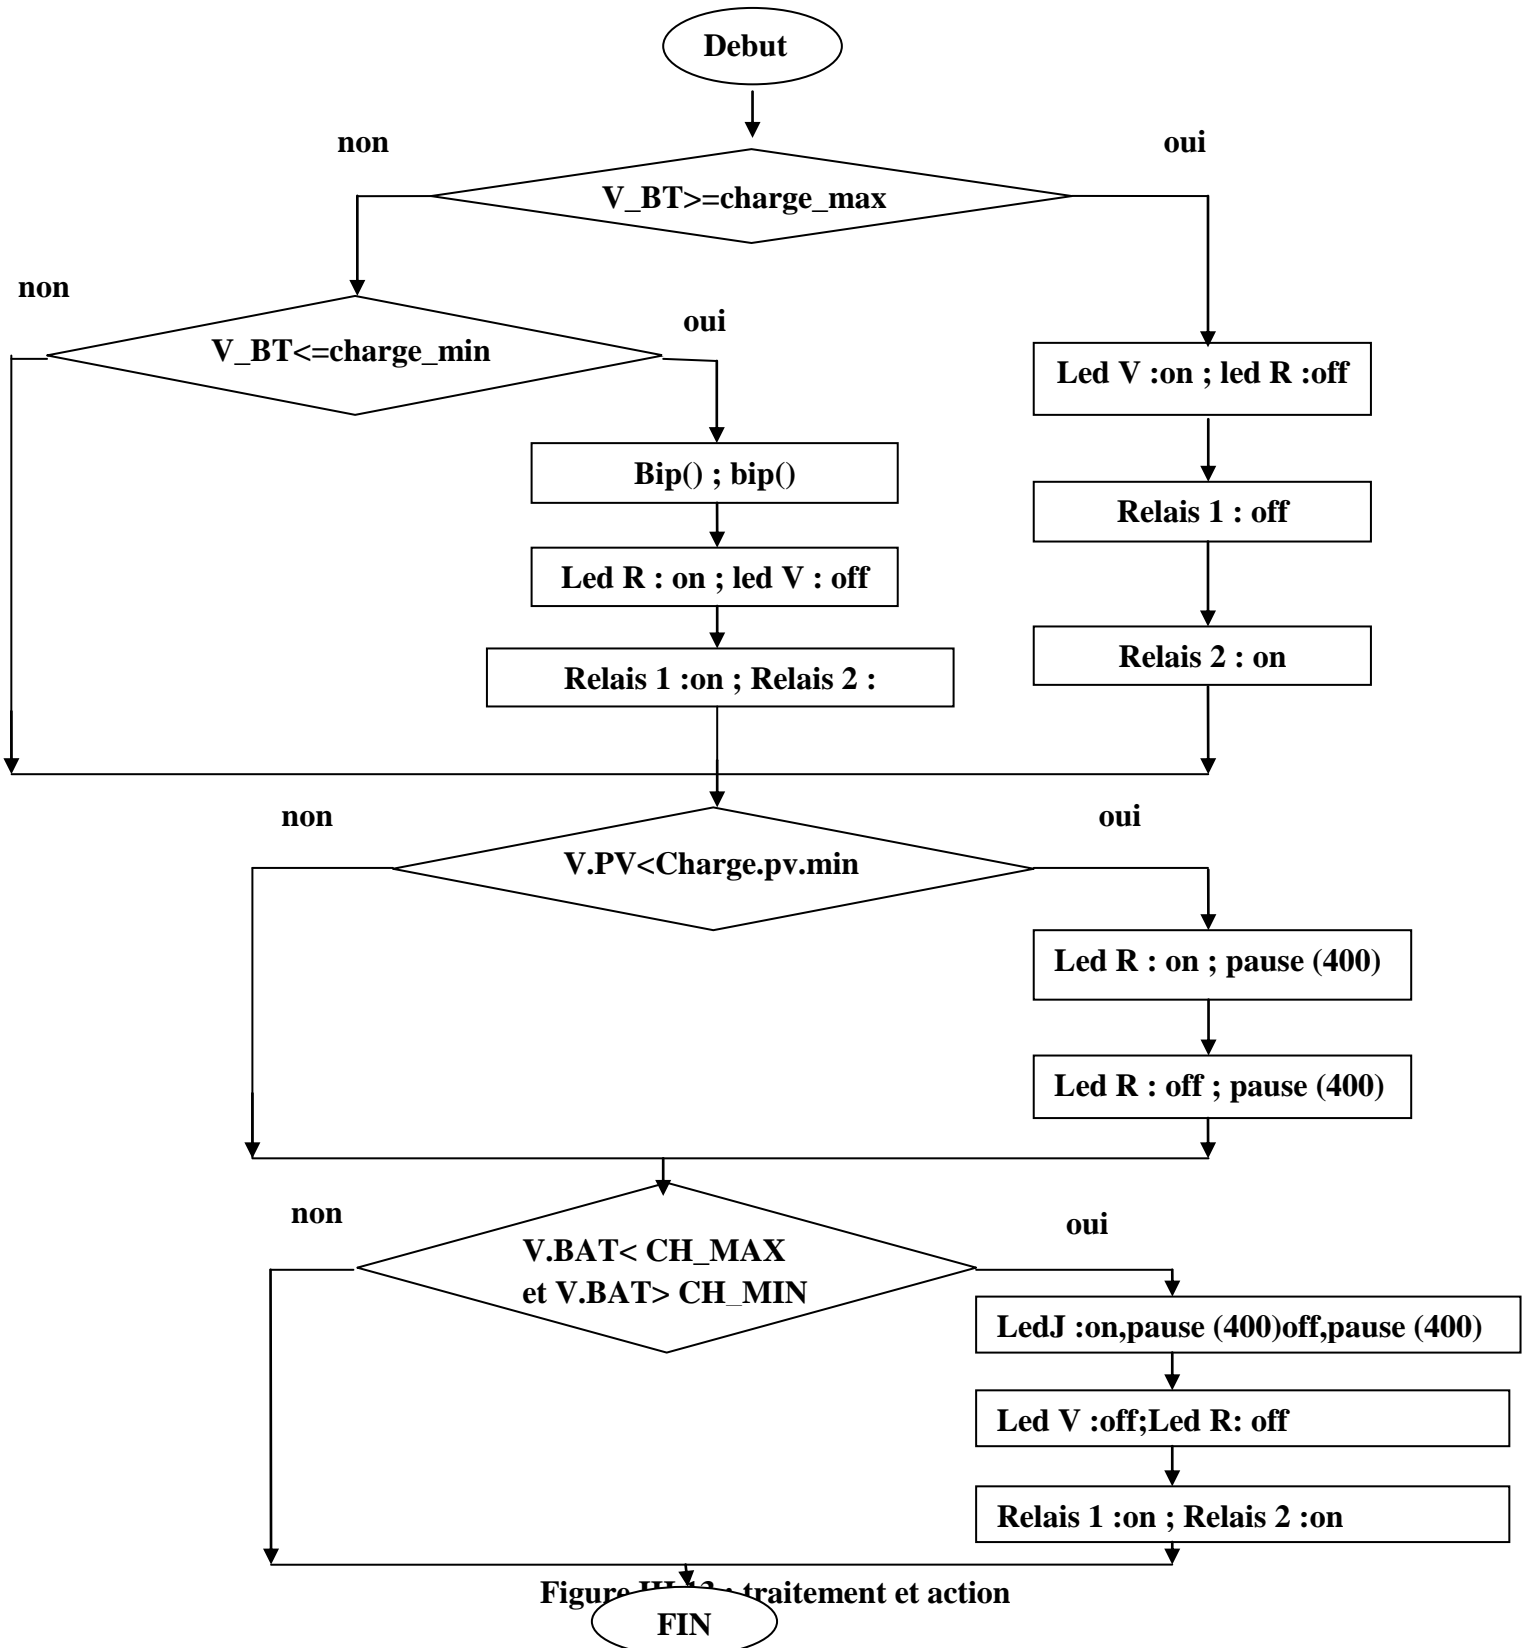 Debut
non
oui
V_BT>=charge_max
non
oui
V_BT<=charge_min
Led V :on ; led R :off
Bip() ; bip()
Relais 1 : off
Led R : on ; led V : off
Relais 2 : on
Relais 1 :on ; Relais 2 :
non
oui
V.PV<Charge.pv.min
Led R : on ; pause (400)
Led R : off ; pause (400)
non
oui
V.BAT< CH_MAX
et V.BAT> CH_MIN
LedJ :on,pause (400)off,pause (400)
Led V :off;Led R: off
Relais 1 :on ; Relais 2 :on
Figure : traitement et action
FIN